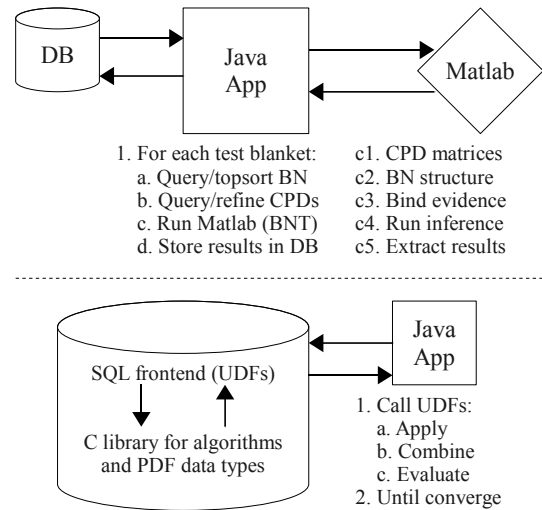 DB
Java
App
Matlab
1. For each test blanket:
a. Query/topsort BN
b. Query/refine CPDs
c. Run Matlab (BNT)
d. Store results in DB
c1. CPD matrices
c2. BN structure
c3. Bind evidence
c4. Run inference
c5. Extract results
SQL frontend (UDFs)
C library for algorithms
and PDF data types
Java
App
1. Call UDFs:
a. Apply
b. Combine
c. Evaluate
2. Until converge